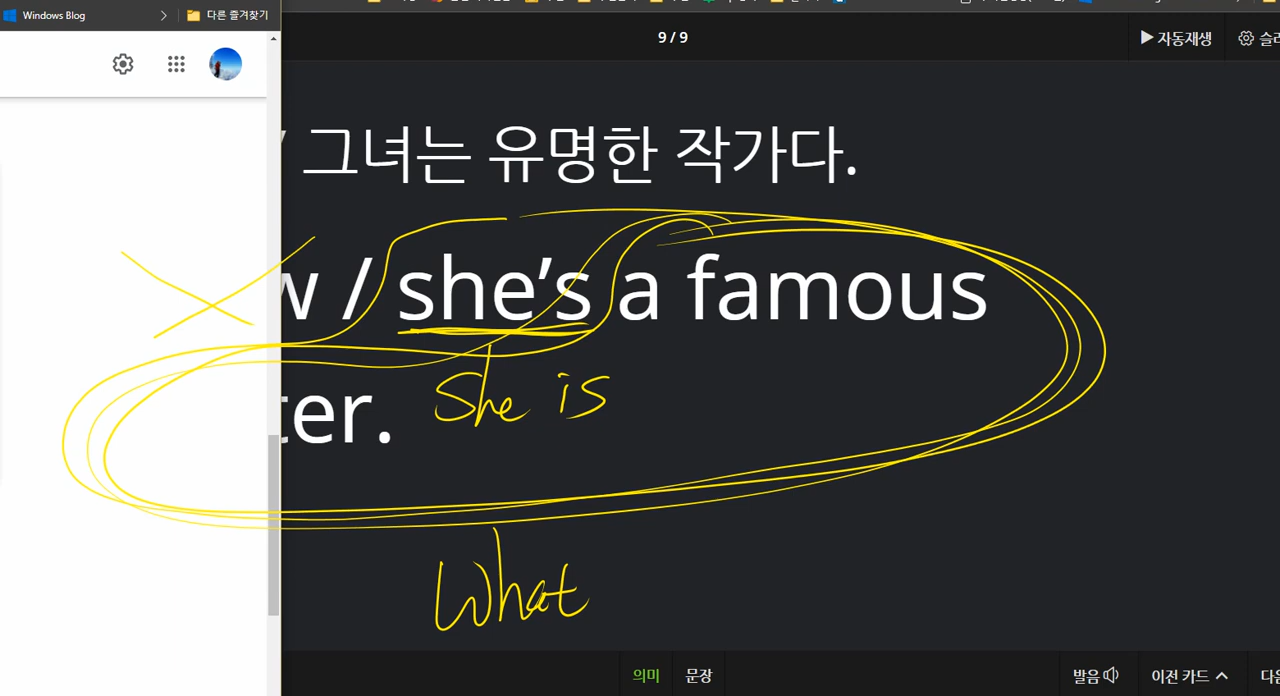 Windows Blog
다른 즐겨찾기
9 / 9
자동재생
그녀는 유명한 작가다.
/ she's a famous
ter.
She is
What
의미 문장
발음 이전 카드